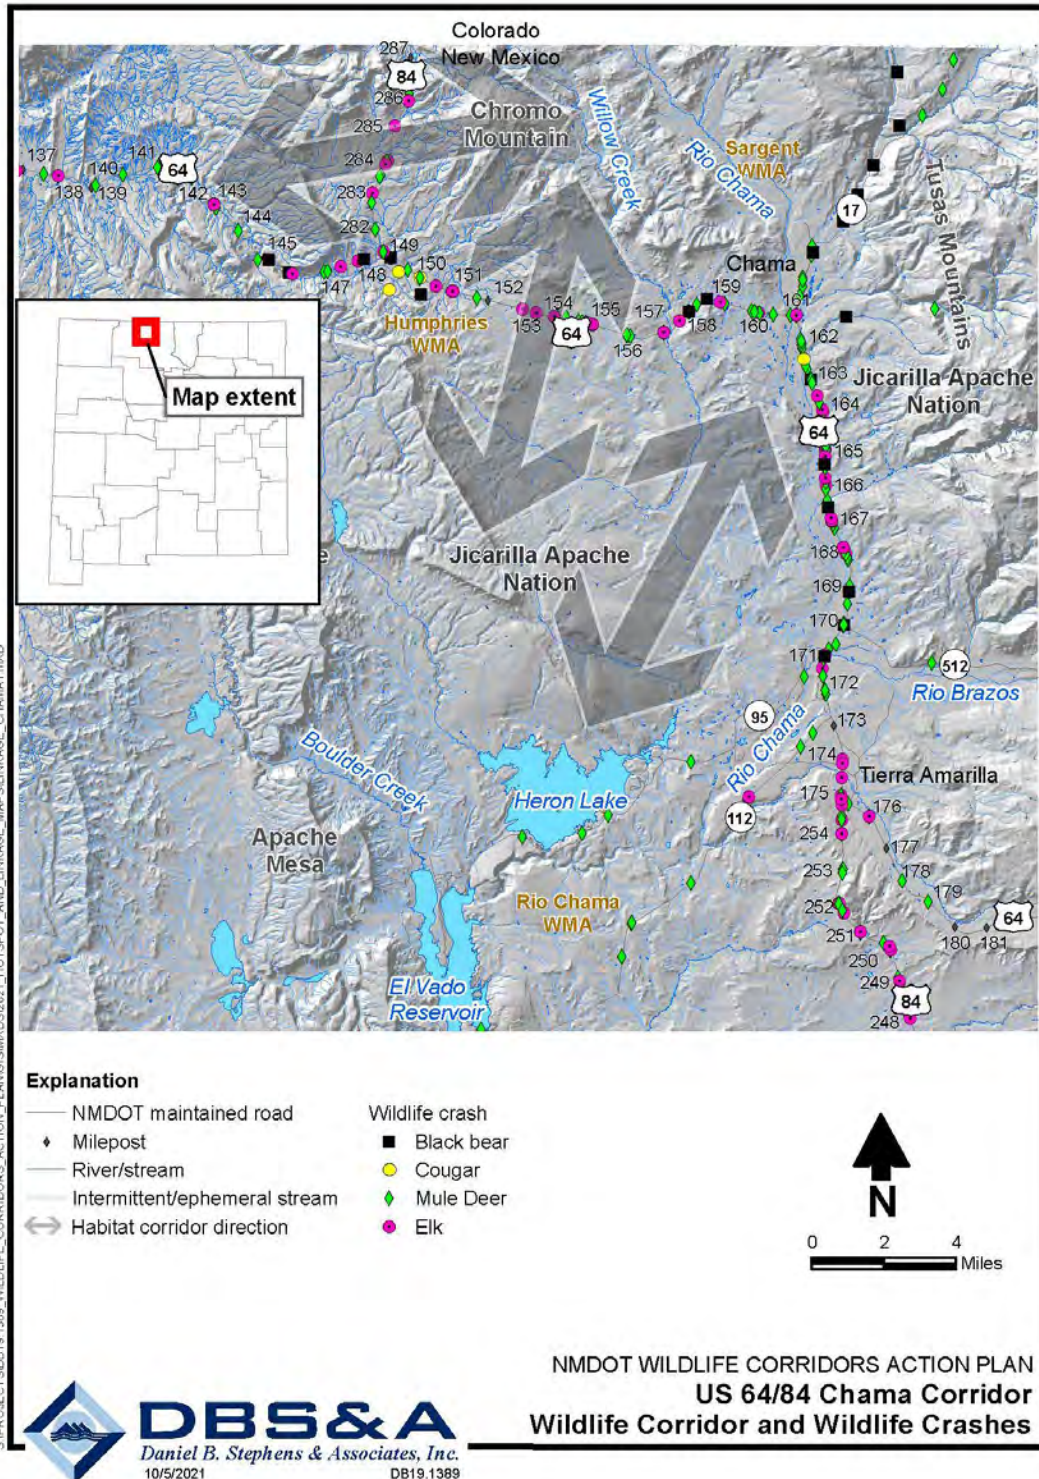 Colorado
New Mexico
287
84
286
285
284
283
282
Chromo
Mountain
Willow Creek
Rio Chama
Sargent
WMA
17
Tusas Mountains
137
138
140
139
141
64
142
143
144
145
147
148
149
150
151
152
153
154
64
155
156
157
158
159
160
161
Chama
Humphries
WMA
162
163
164
64
165
166
167
168
169
170
171
172
Jicarilla Apache
Nation
Map extent
Jicarilla Apache
Nation
512
Rio Brazos
95
Rio Chama
173
174
Tierra Amarilla
175
176
112
254
177
253
178
179
252
251
180
181
64
250
249
84
248
Boulder Creek
Heron Lake
Apache
Mesa
Rio Chama
WMA
El Vado
Reservoir
Explanation
NMDOT maintained road
Milepost
River/stream
Intermittent/ephemeral stream
Habitat corridor direction
Wildlife crash
Black bear
Cougar
Mule Deer
Elk
N
0 2 4
Miles
NMDOT WILDLIFE CORRIDORS ACTION PLAN
US 64/84 Chama Corridor
Wildlife Corridor and Wildlife Crashes
DBS&A
Daniel B. Stephens & Associates, Inc.
10/5/2021 DB19.1389